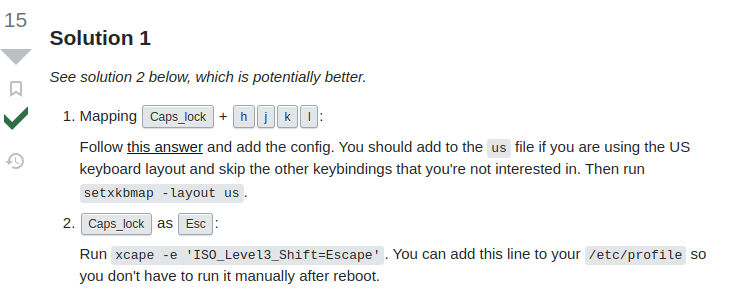 15
Solution 1
See solution 2 below, which is potentially better.
1. Mapping Caps_lock + h j k l :
Follow this answer and add the config. You should add to the us file if you are using the US
keyboard layout and skip the other keybindings that you're not interested in. Then run
setxkbmap -layout us .
2. Caps_lock as Esc :
Run xcape -e 'ISO_Level3_Shift=Escape' . You can add this line to your /etc/profile so
you don't have to run it manually after reboot.